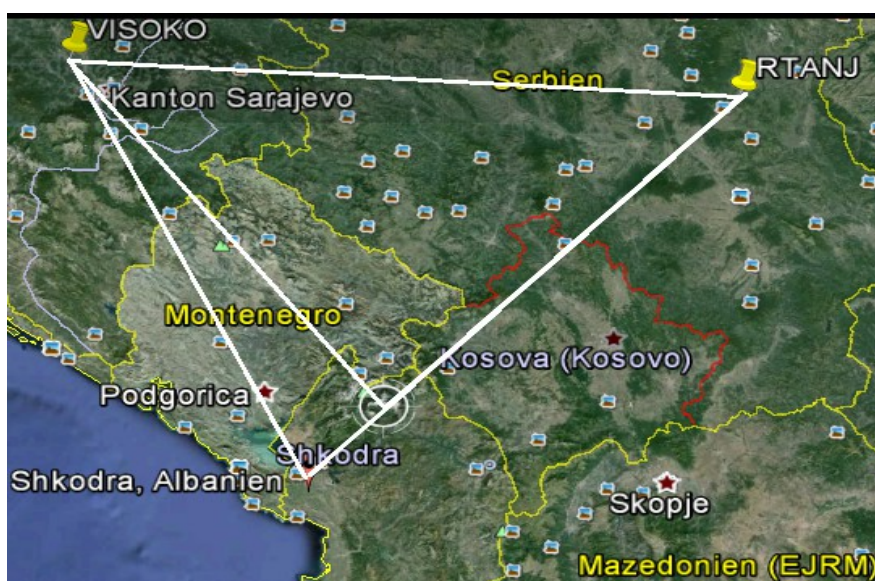 VISOKO
RTANJ
Serbien
Kanton Sarajevo
Montenegro
Kosova (Kosovo)
Podgorica
Shkodra
Shkodra, Albanien
Skopje
Mazedonien (EJRM)